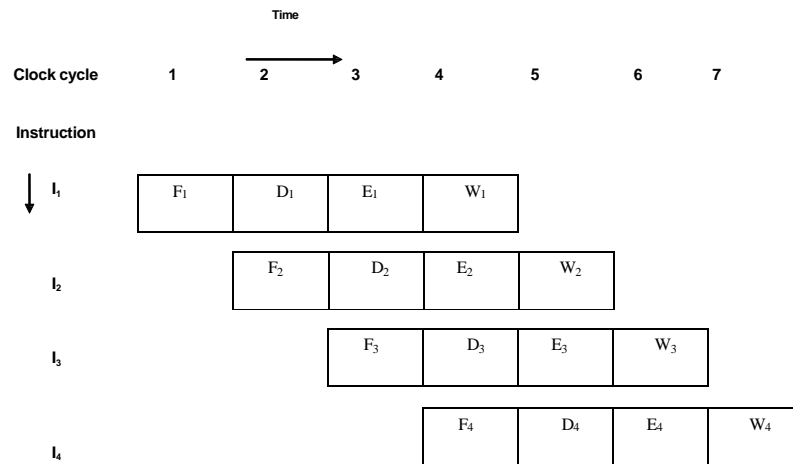 Time
Clock cycle 1 2 3 4 5 6 7
Instruction
I₁ F₁ D₁ E₁ W₁
I₂ F₂ D₂ E₂ W₂
I₃ F₃ D₃ E₃ W₃
I₄ F₄ D₄ E₄ W₄